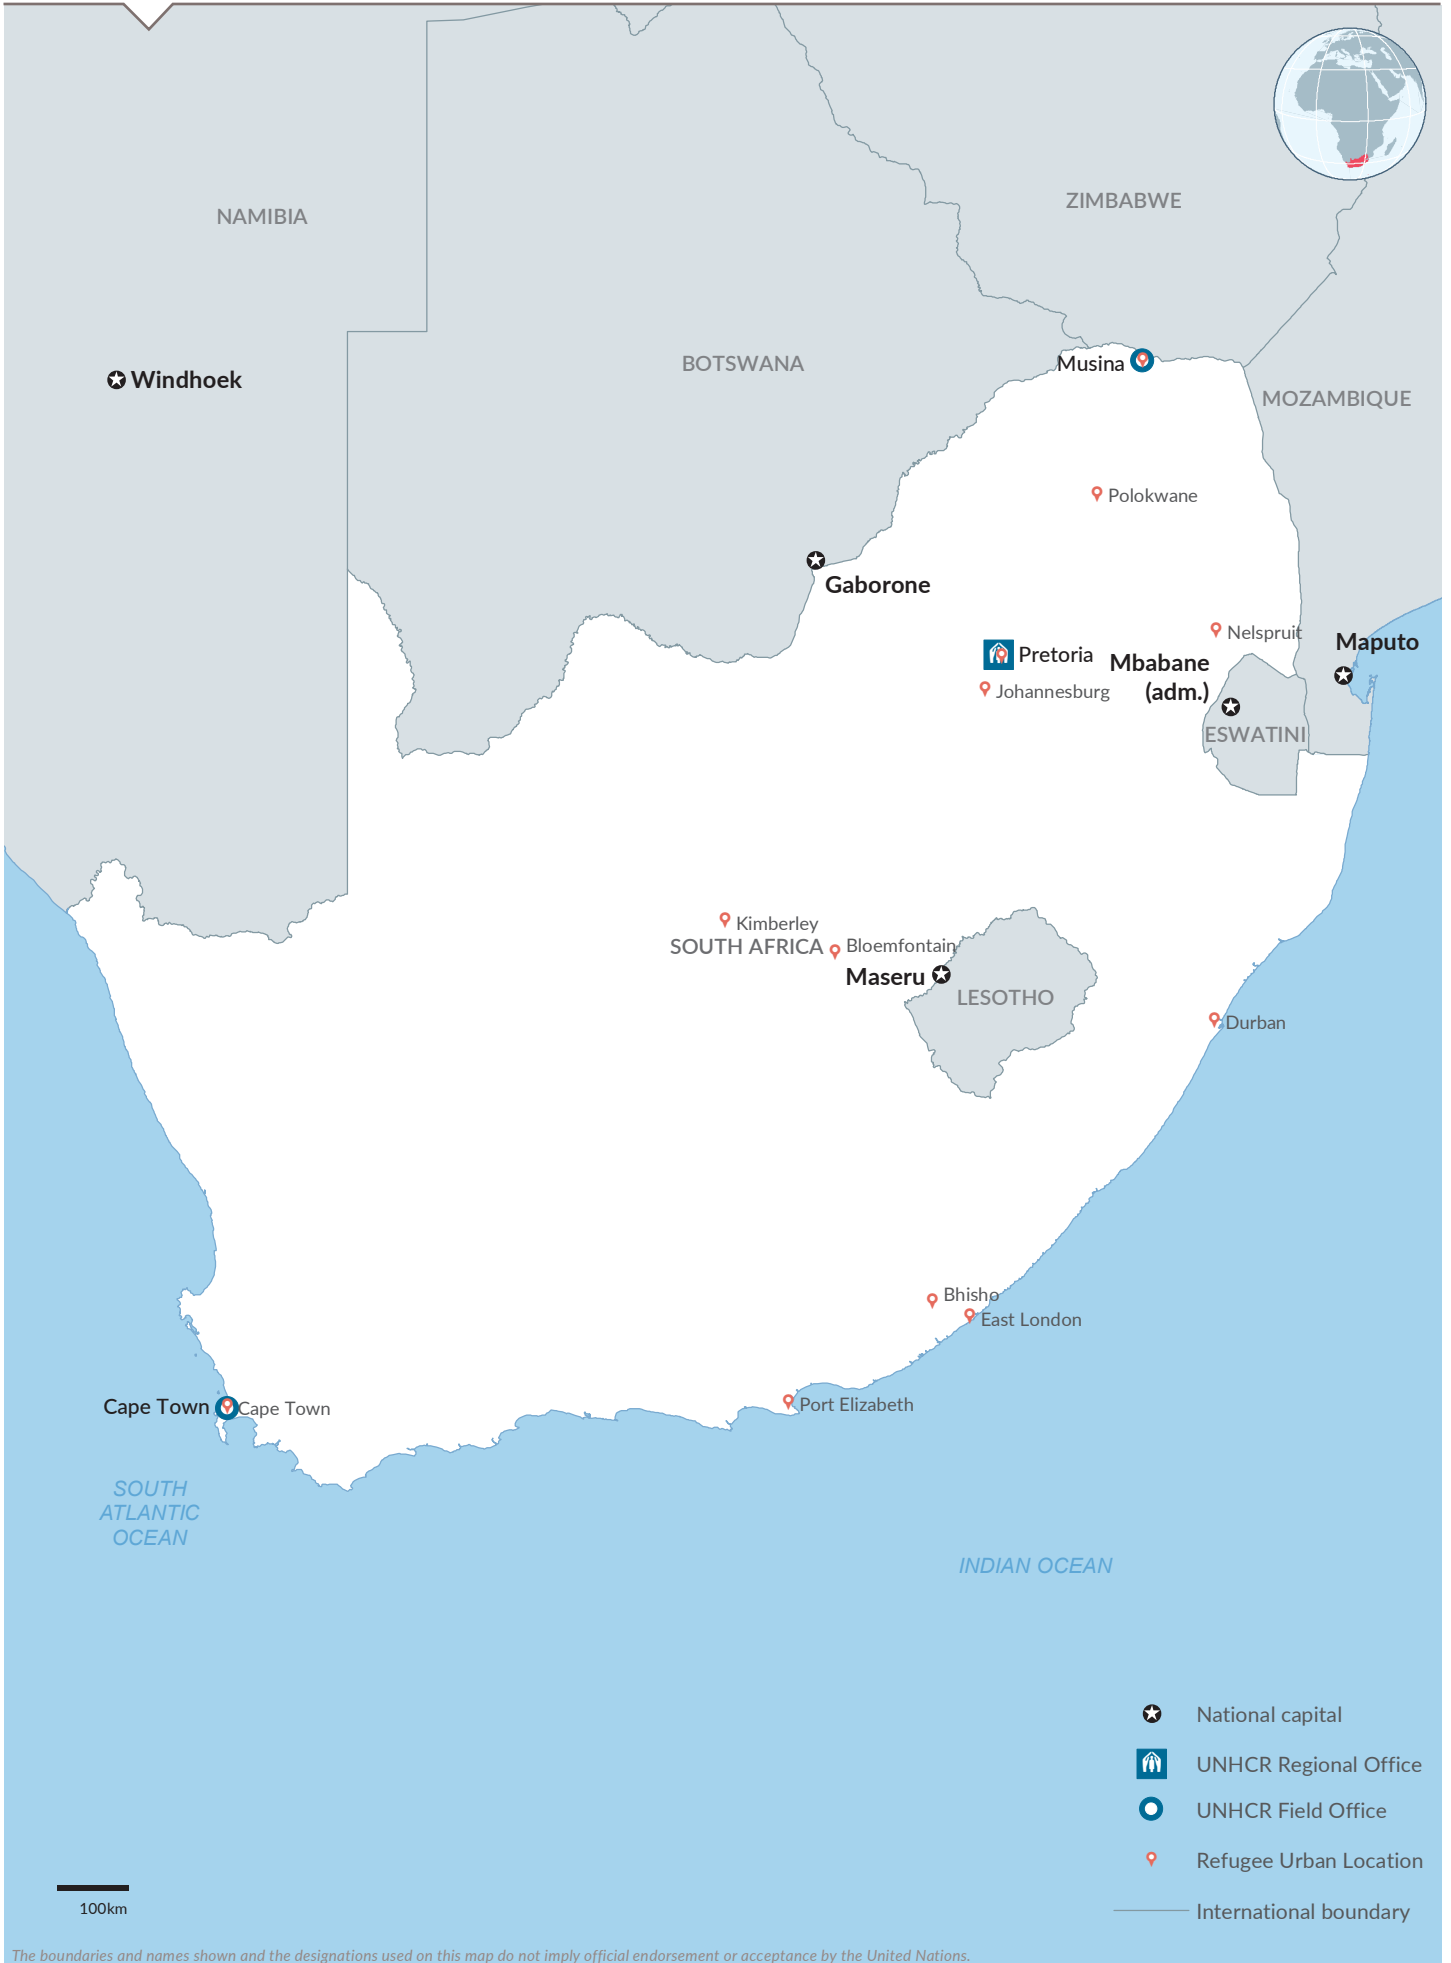 NAMIBIA
ZIMBABWE
BOTSWANA
Musina
Windhoek
MOZAMBIQUE
Polokwane
Gaborone
Nelspruit
Maputo
Pretoria
Mbabane
(adm.)
Johannesburg
ESWATINI
Kimberley
SOUTH AFRICA
Bloemfontain
Maseru
LESOTHO
Durban
Bhisho
East London
Port Elizabeth
Cape Town
Cape Town
SOUTH
ATLANTIC
OCEAN
INDIAN OCEAN
National capital
UNHCR Regional Office
UNHCR Field Office
Refugee Urban Location
International boundary
100km
The boundaries and names shown and the designations used on this map do not imply official endorsement or acceptance by the United Nations.